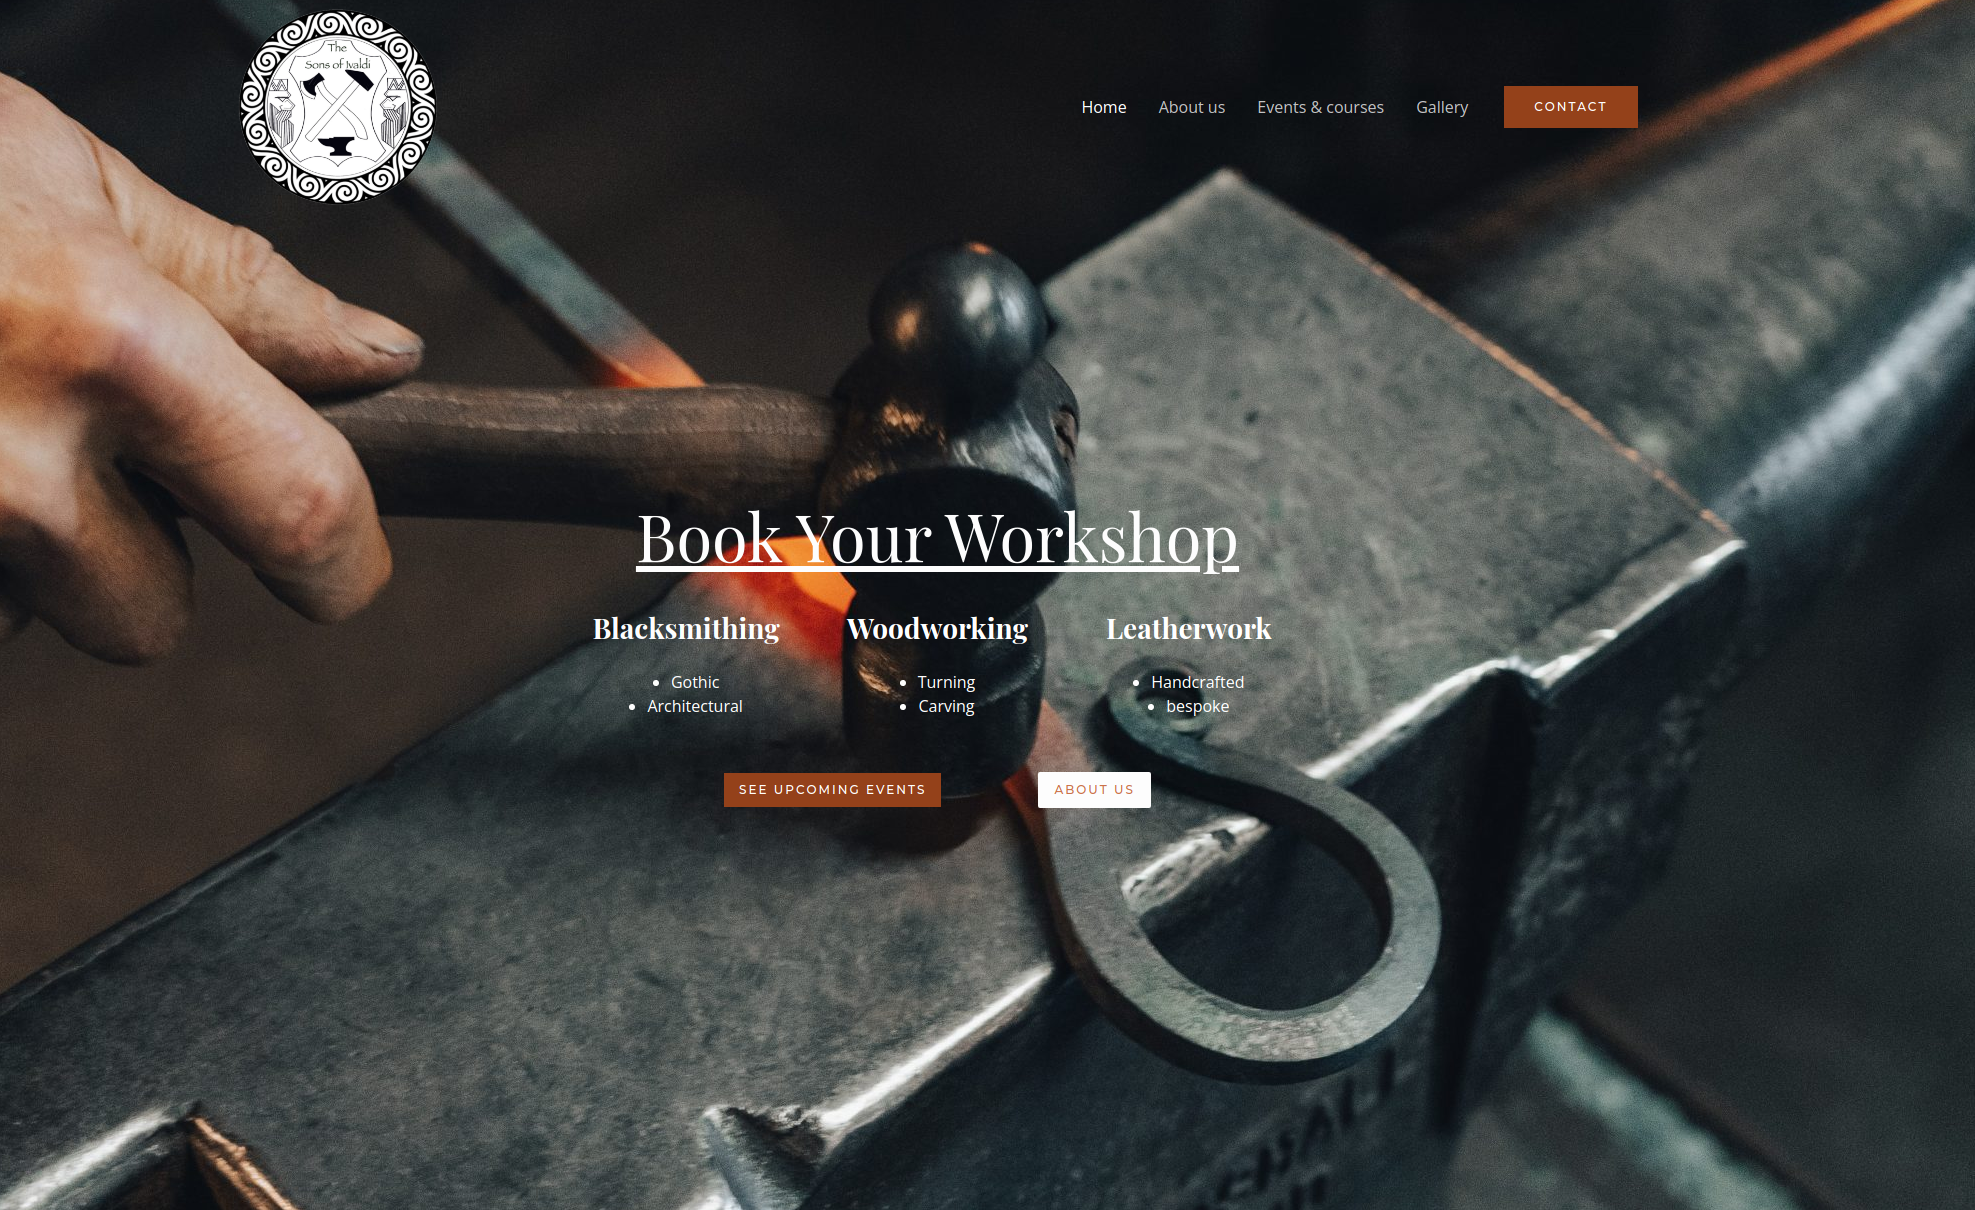 The
Sons of Ivaldi
Home About us Events & courses Gallery CONTACT
Book Your Workshop
Blacksmithing Woodworking Leatherwork
Gothic Turning Handcrafted
Architectural Carving bespoke
SEE UPCOMING EVENTS ABOUT US